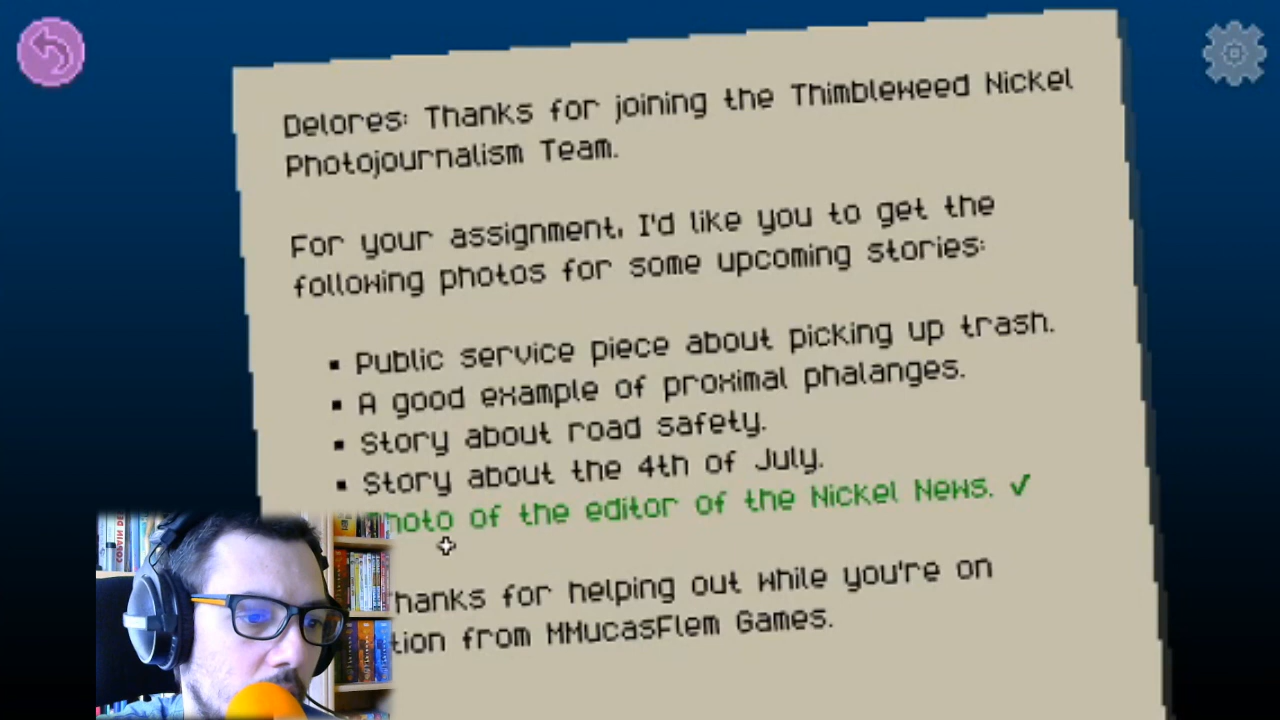 Delores: Thanks for joining the Thimbleweed Nickel
Photojournalism Team.
For your assignment, I'd like you to get the
following photos for some upcoming stories:
▪ Public service piece about picking up trash.
▪ A good example of proximal phalanges.
▪ Story about road safety.
▪ Story about the 4th of July.
Photo of the editor of the Nickel News. ✓
Thanks for helping out while you're on
tion from MMucasFlem Games.